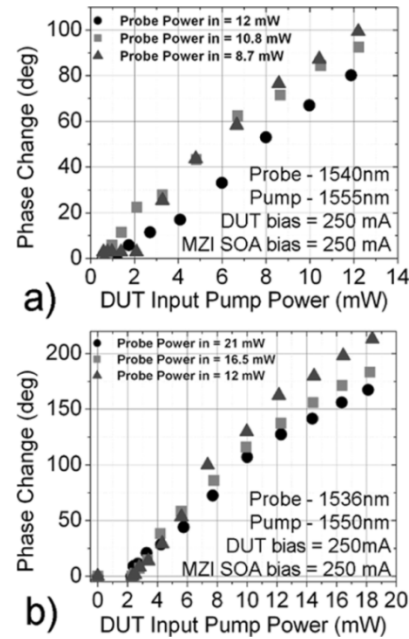 100
80
60
40
20
0
Phase Change (deg)
Probe Power in = 12 mW
Probe Power in = 10.8 mW
Probe Power in = 8.7 mW
Probe - 1540nm
Pump - 1555nm
DUT bias = 250 mA
MZI SOA bias = 250 mA
0 2 4 6 8 10 12 14
a) DUT Input Pump Power (mW)
200
150
100
50
0
Phase Change (deg)
Probe Power in = 21 mW
Probe Power in = 16.5 mW
Probe Power in = 12 mW
Probe - 1536nm
Pump - 1550nm
DUT bias = 250mA
MZI SOA bias = 250 mA
0 2 4 6 8 10 12 14 16 18 20
b) DUT Input Pump Power (mW)